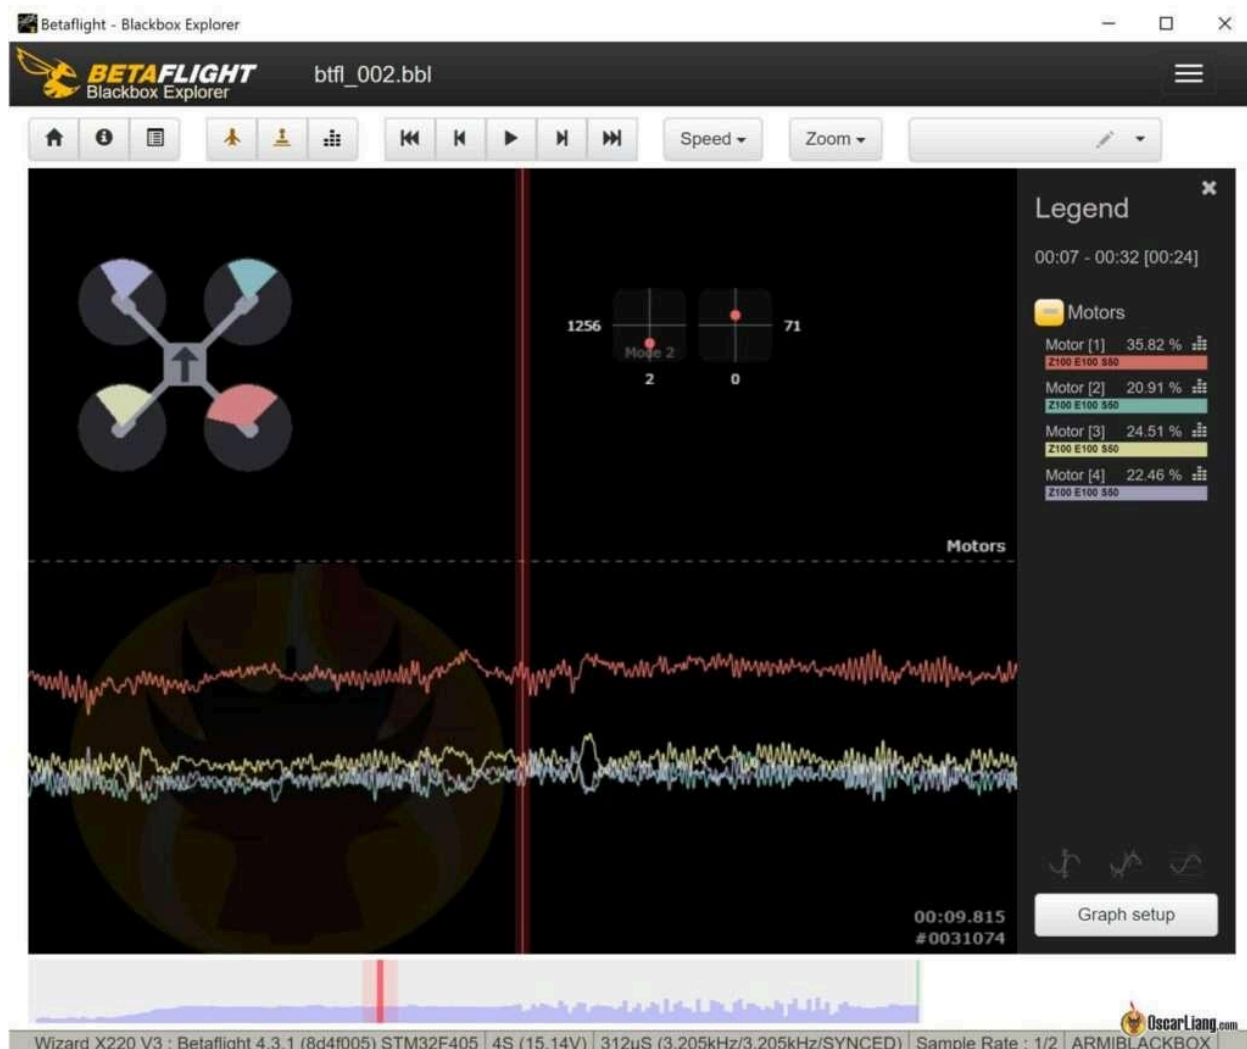 Betaflight - Blackbox Explorer
BETAFLIGHT
Blackbox Explorer
btfl_002.bbl
Speed
Zoom
Legend
00:07 - 00:32 [00:24]
Motors
Motor [1] 35.82 %
Z100 E100 S50
Motor [2] 20.91 %
Z100 E100 S50
Motor [3] 24.51 %
Z100 E100 S50
Motor [4] 22.46 %
Z100 E100 S50
1256
71
Mode 2
2 0
Motors
00:09.815
#0031074
Graph setup
OscarLiang.com
Wizard X220 V3 : Betaflight 4.3.1 (8d4f005) STM32F405 4S (15.14V) 312µS (3.205kHz/3.205kHz/SYNCED) Sample Rate : 1/2 ARM|BLACKBOX